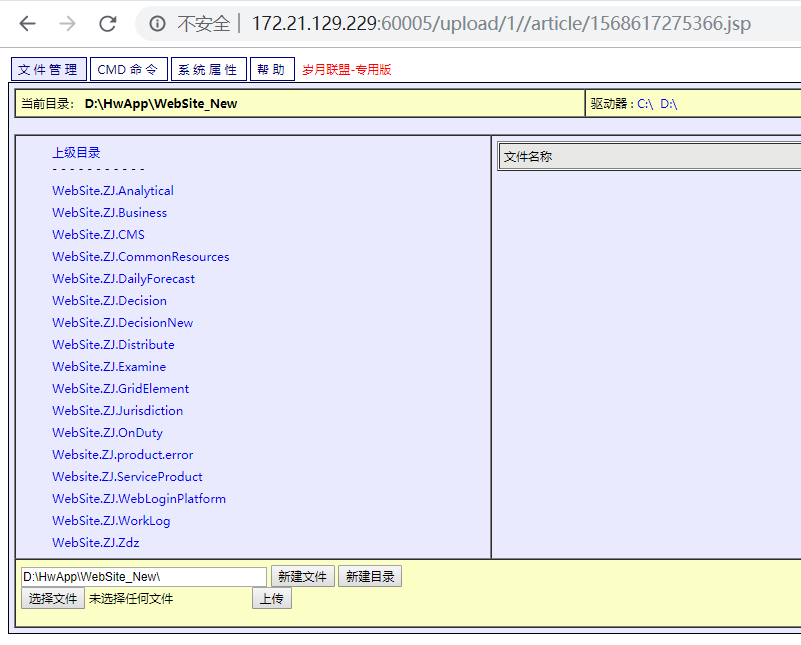 不安全 | 172.21.129.229:60005/upload/1//article/1568617275366.jsp
文件管理 CMD 命令 系统属性 帮助 岁月联盟-专用版
当前目录： D:\HwApp\WebSite_New 驱动器 : C:\ D:\
上级目录
- - - - - - - - - - -
文件名称
WebSite.ZJ.Analytical
WebSite.ZJ.Business
WebSite.ZJ.CMS
WebSite.ZJ.CommonResources
WebSite.ZJ.DailyForecast
WebSite.ZJ.Decision
WebSite.ZJ.DecisionNew
WebSite.ZJ.Distribute
WebSite.ZJ.Examine
WebSite.ZJ.GridElement
WebSite.ZJ.Jurisdiction
WebSite.ZJ.OnDuty
Website.ZJ.product.error
Website.ZJ.ServiceProduct
WebSite.ZJ.WebLoginPlatform
WebSite.ZJ.WorkLog
WebSite.ZJ.Zdz
D:\HwApp\WebSite_New\ 新建文件 新建目录
选择文件 未选择任何文件 上传